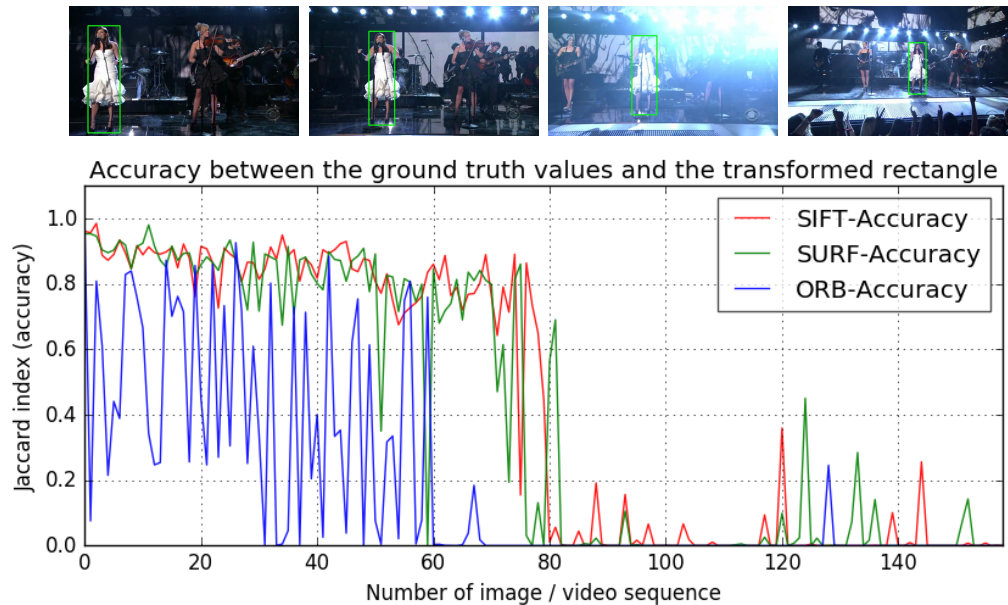 Accuracy between the ground truth values and the transformed rectangle
Jaccard index (accuracy)
1.0
0.8
0.6
0.4
0.2
0.0
SIFT-Accuracy
SURF-Accuracy
ORB-Accuracy
0 20 40 60 80 100 120 140
Number of image / video sequence